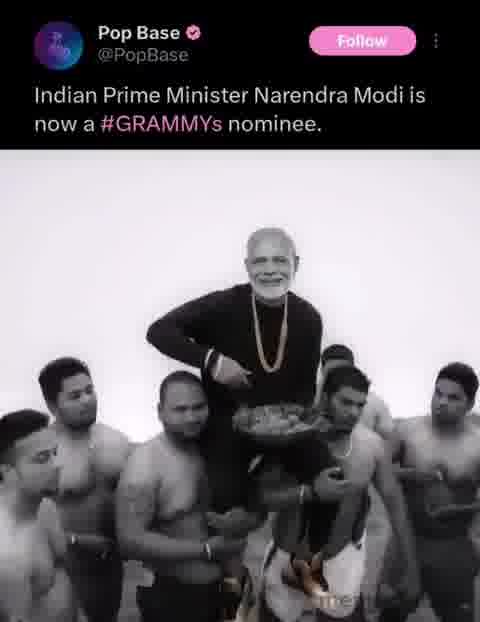 Pop Base
@PopBase
Follow
Indian Prime Minister Narendra Modi is
now a #GRAMMYs nominee.